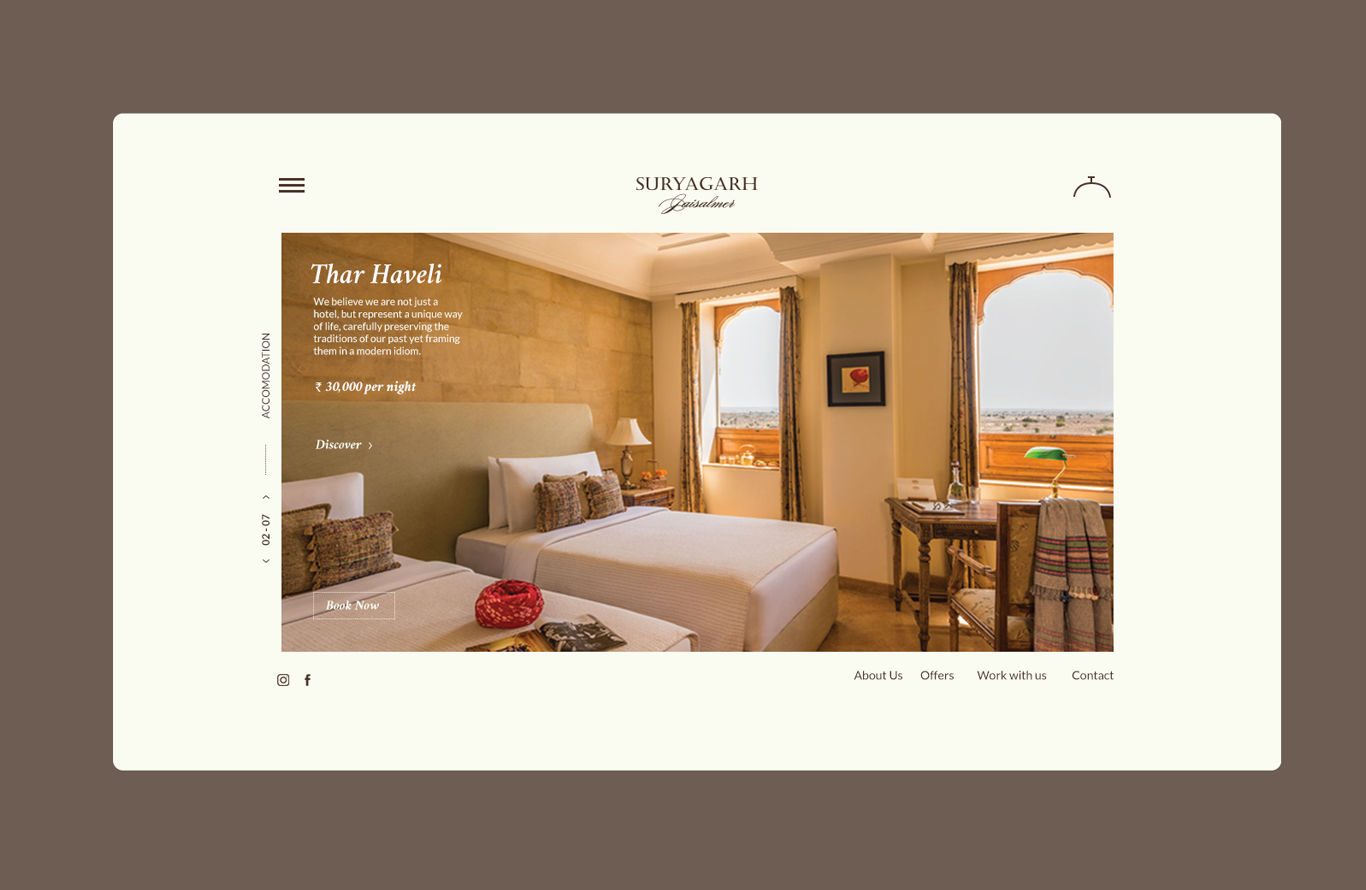 SURYAGARH
Jaisalmer
Thar Haveli
We believe we are not just a
hotel, but represent a unique way
of life, carefully preserving the
traditions of our past yet framing
them in a modern idiom.
₹ 30,000 per night
Discover >
Book Now
ACCOMODATION
02 - 07
About Us
Offers
Work with us
Contact